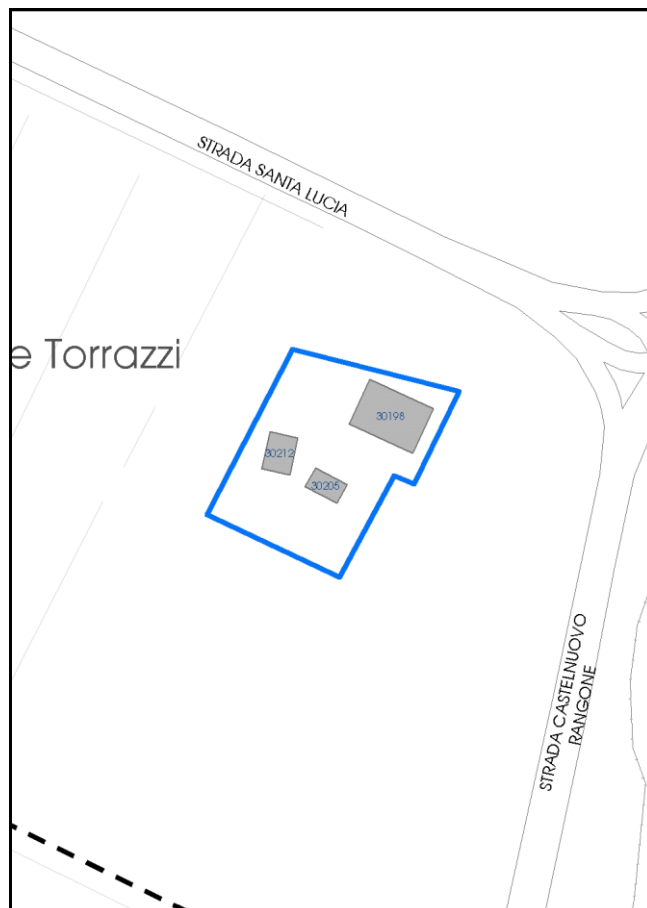 STRADA SANTA LUCIA
e Torrazzi
30198
30212
30205
STRADA CASTELNUOVO
RANGONE